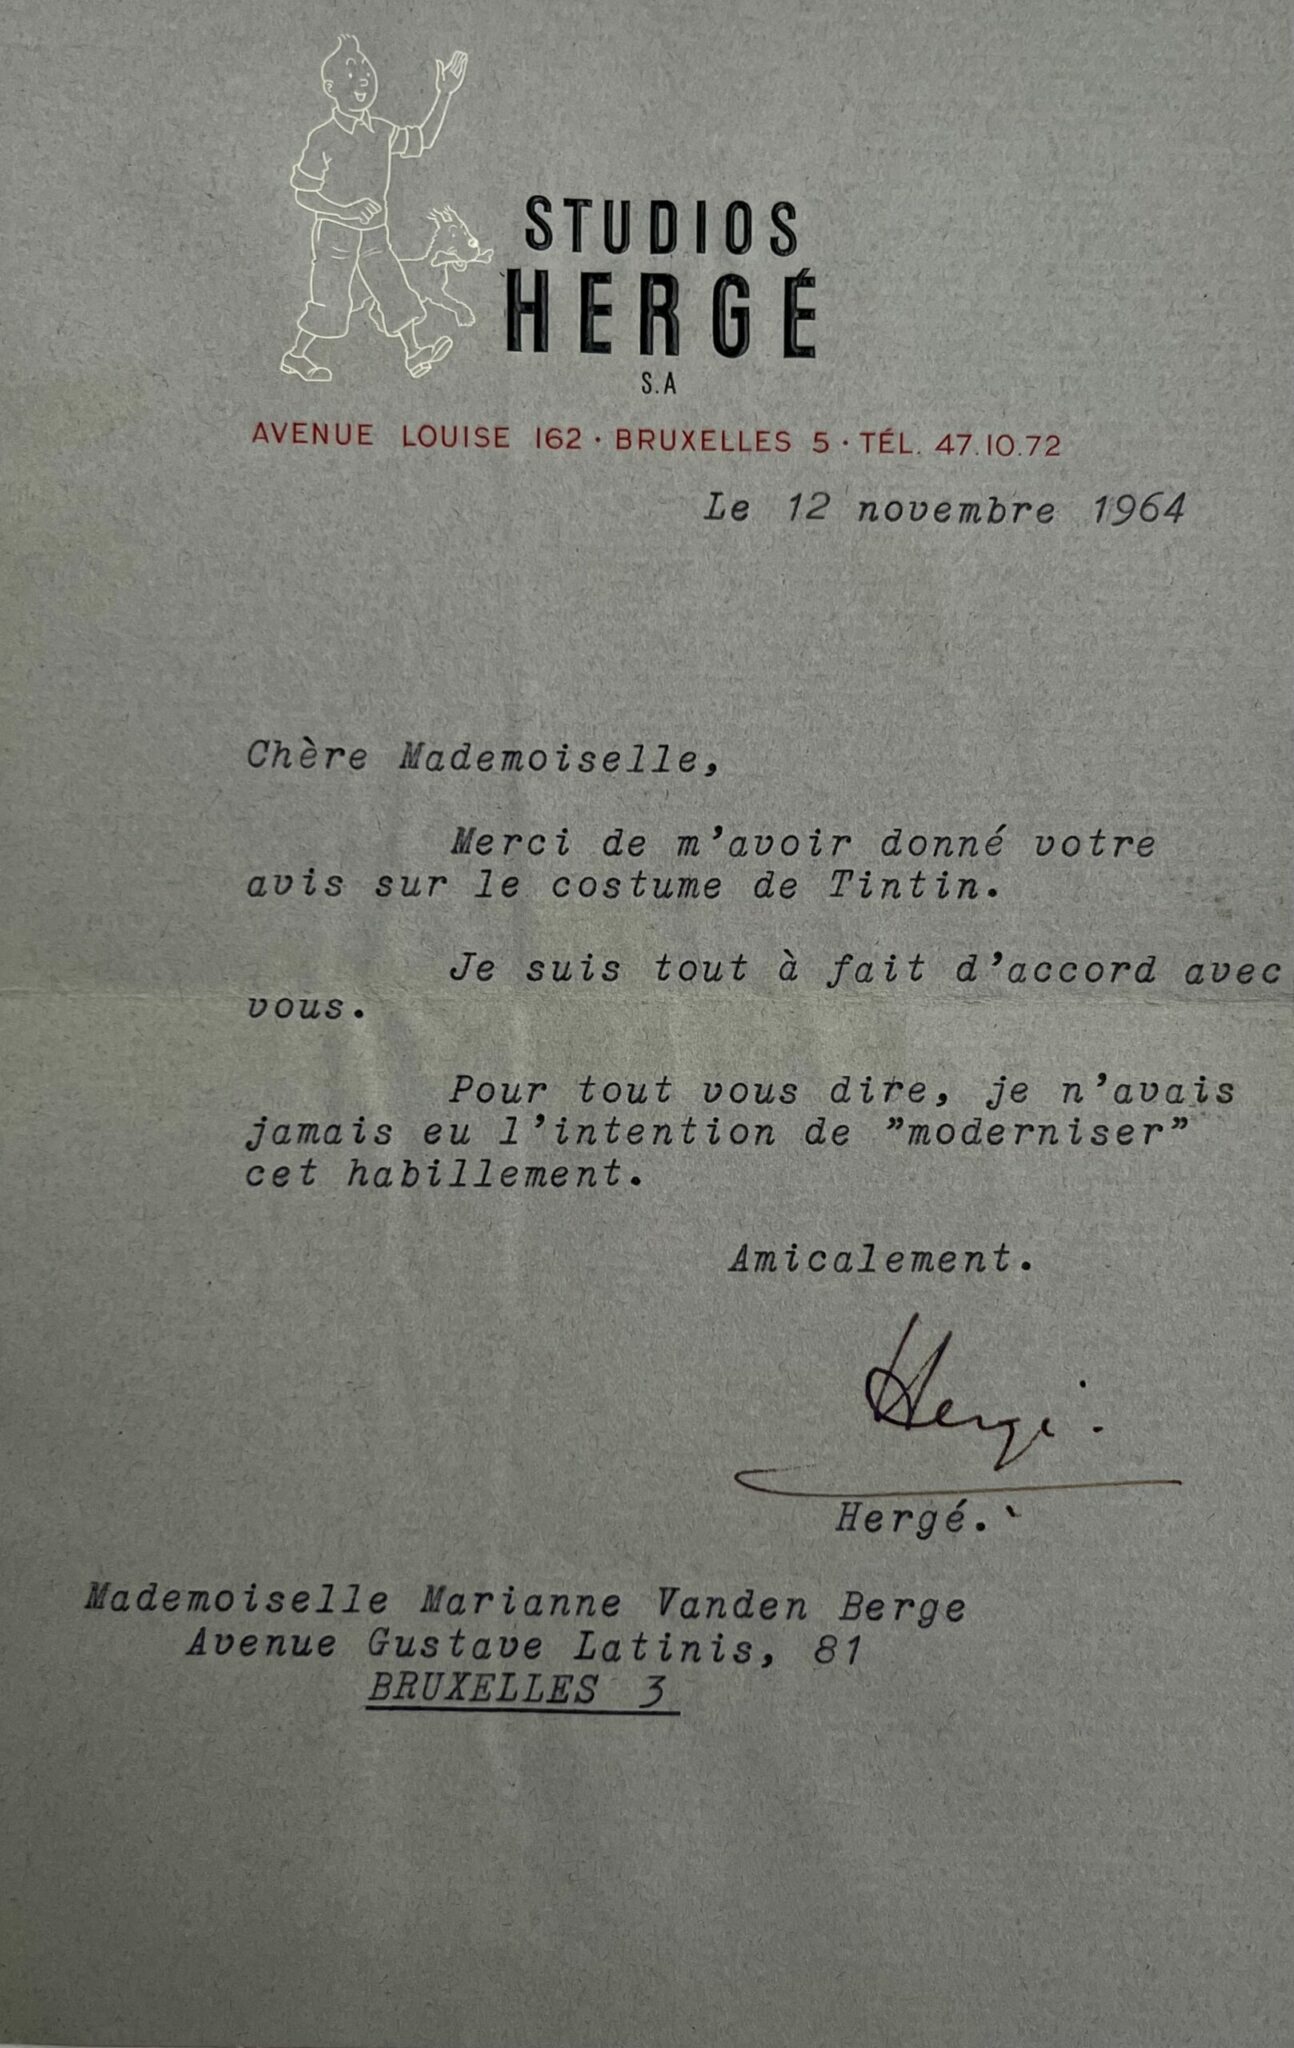 STUDIOS
HERGÉ
S.A
AVENUE LOUISE 162 · BRUXELLES 5 · TÉL. 47.10.72
Le 12 novembre 1964
Chère Mademoiselle,
Merci de m'avoir donné votre
avis sur le costume de Tintin.
Je suis tout à fait d'accord avec
vous.
Pour tout vous dire, je n'avais
jamais eu l'intention de "moderniser"
cet habillement.
Amicalement.
Hergé.
Hergé.
Mademoiselle Marianne Vanden Berge
Avenue Gustave Latinis, 81
BRUXELLES 3